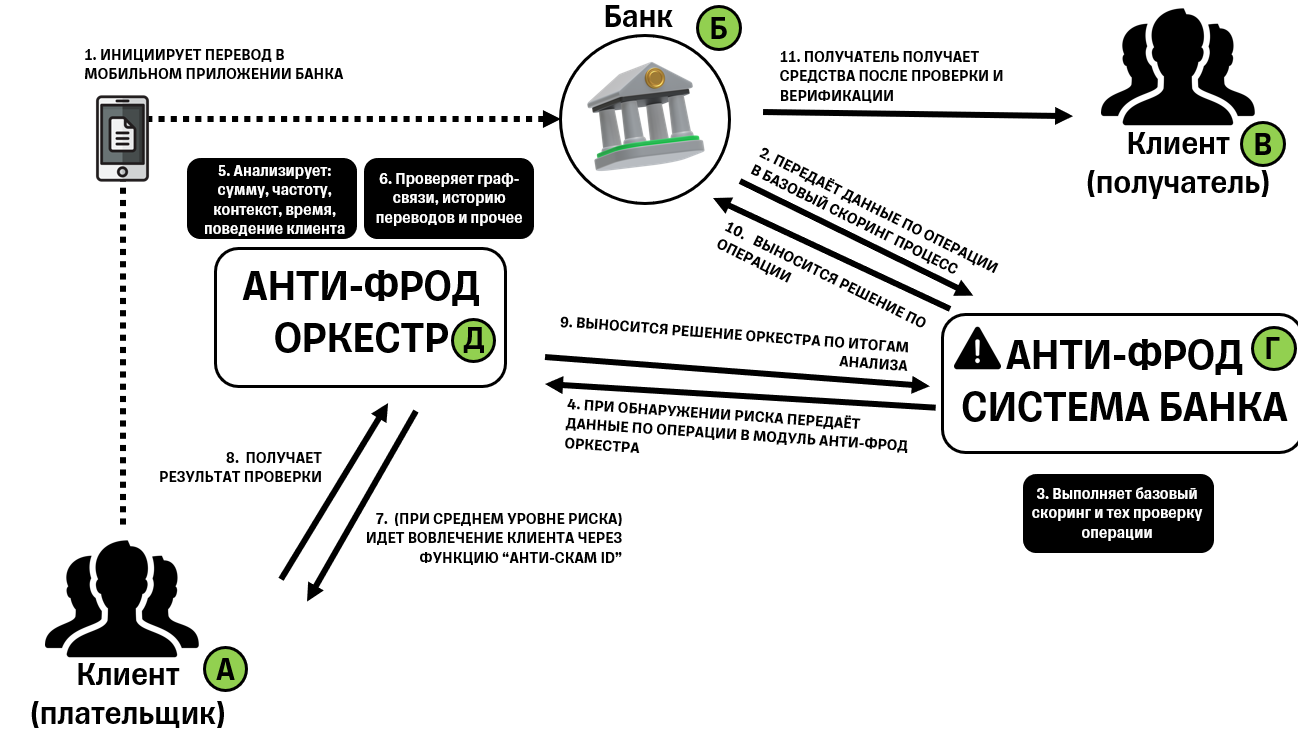 Банк
Б
1. ИНИЦИИРУЕТ ПЕРЕВОД В
МОБИЛЬНОМ ПРИЛОЖЕНИИ БАНКА
11. ПОЛУЧАТЕЛЬ ПОЛУЧАЕТ
СРЕДСТВА ПОСЛЕ ПРОВЕРКИ И
ВЕРИФИКАЦИИ
Клиент
В
(получатель)
5. Анализирует:
сумму, частоту,
контекст, время,
поведение клиента
6. Проверяет граф-
связи, историю
переводов и прочее
2. ПЕРЕДАЁТ ДАННЫЕ ПО ОПЕРАЦИИ
В БАЗОВЫЙ СКОРИНГ ПРОЦЕСС
10. ВЫНОСИТСЯ РЕШЕНИЕ ПО
ОПЕРАЦИИ
АНТИ-ФРОД
ОРКЕСТР
Д
9. ВЫНОСИТСЯ РЕШЕНИЕ ОРКЕСТРА ПО ИТОГАМ
АНАЛИЗА
4. ПРИ ОБНАРУЖЕНИИ РИСКА ПЕРЕДАЁТ
ДАННЫЕ ПО ОПЕРАЦИИ В МОДУЛЬ АНТИ-ФРОД
ОРКЕСТРА
АНТИ-ФРОД
Г
СИСТЕМА БАНКА
3. Выполняет базовый
скоринг и тех проверку
операции
8. ПОЛУЧАЕТ
РЕЗУЛЬТАТ ПРОВЕРКИ
7. (ПРИ СРЕДНЕМ УРОВНЕ РИСКА)
ИДЕТ ВОВЛЕЧЕНИЕ КЛИЕНТА ЧЕРЕЗ
ФУНКЦИЮ “АНТИ-СКАМ ID”
Клиент
А
(плательщик)